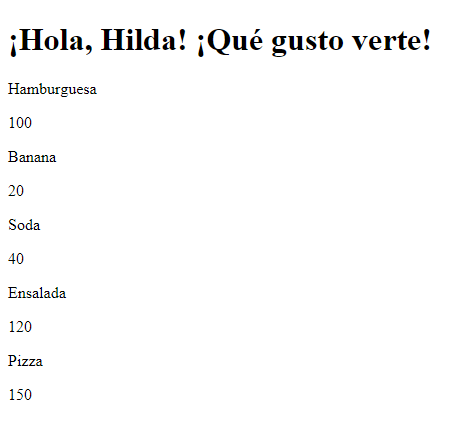 ¡Hola, Hilda! ¡Qué gusto verte!
Hamburguesa
100
Banana
20
Soda
40
Ensalada
120
Pizza
150